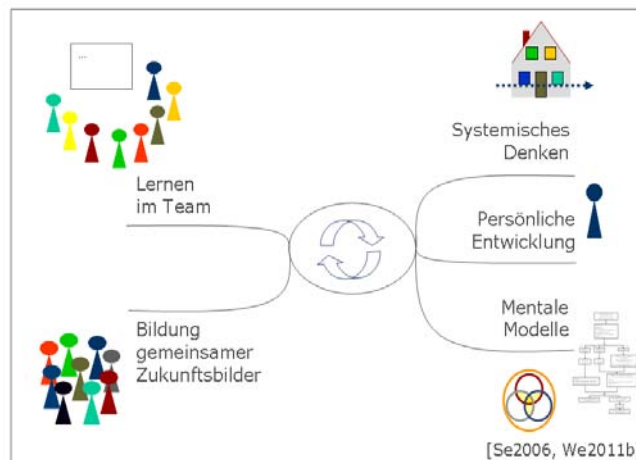 ...
Lernen
im Team
Bildung
gemeinsamer
Zukunftsbilder
Systemisches
Denken
Persönliche
Entwicklung
Mentale
Modelle
[Se2006, We2011b